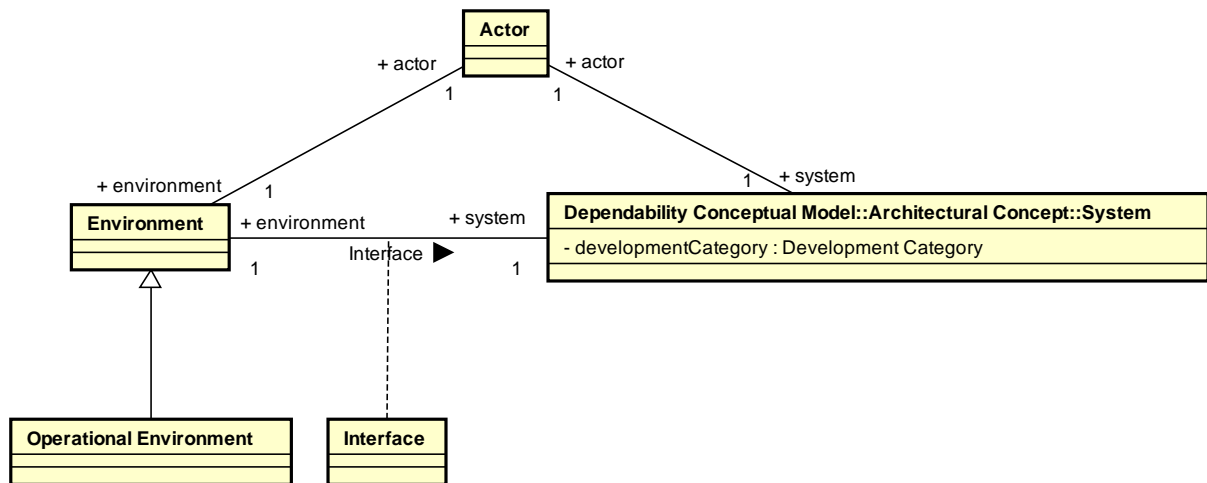 Actor
+ actor
+ actor
1
1
+ environment
1
1
+ system
Environment
+ environment
+ system
Dependability Conceptual Model::Architectural Concept::System
- developmentCategory : Development Category
Interface ►
1
1
Operational Environment
Interface